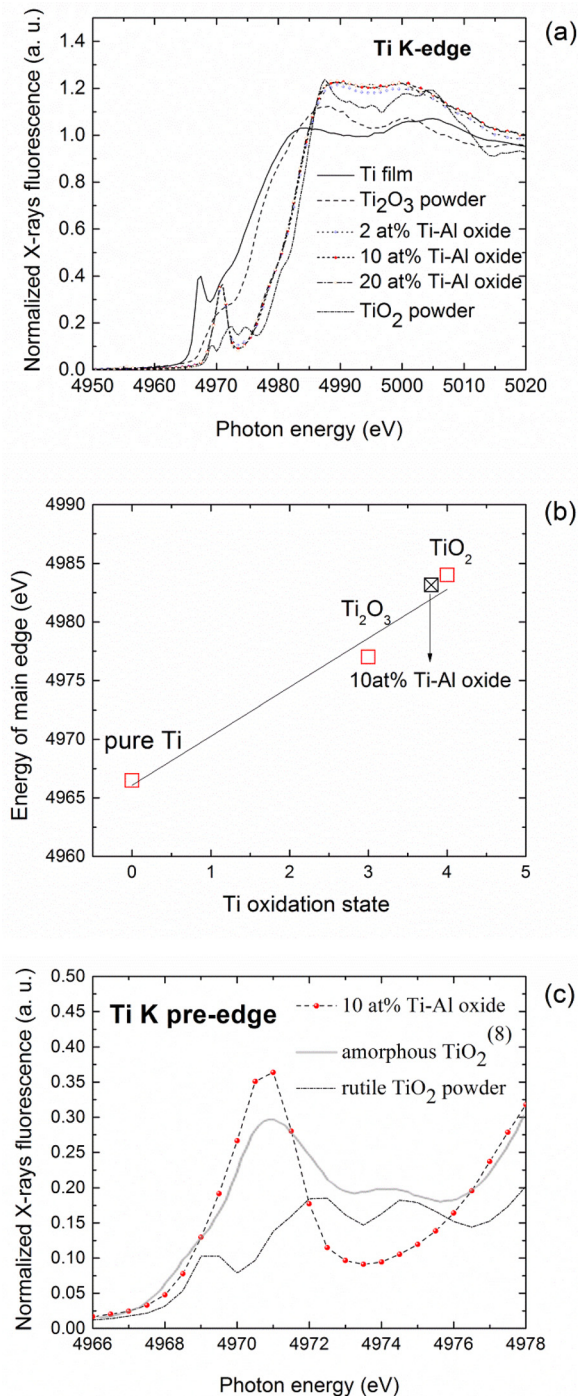 (a)
Ti K-edge
Normalized X-rays fluorescence (a. u.)
1.4
1.2
1.0
0.8
0.6
0.4
0.2
0.0
Ti film
Ti2O3 powder
2 at% Ti-Al oxide
10 at% Ti-Al oxide
20 at% Ti-Al oxide
TiO2 powder
4950 4960 4970 4980 4990 5000 5010 5020
Photon energy (eV)
(b)
Energy of main edge (eV)
4990
4985
4980
4975
4970
4965
4960
TiO2
Ti2O3
10at% Ti-Al oxide
pure Ti
0 1 2 3 4 5
Ti oxidation state
(c)
Ti K pre-edge
Normalized X-rays fluorescence (a. u.)
0.50
0.45
0.40
0.35
0.30
0.25
0.20
0.15
0.10
0.05
0.00
10 at% Ti-Al oxide
amorphous TiO2 (8)
rutile TiO2 powder
4966 4968 4970 4972 4974 4976 4978
Photon energy (eV)